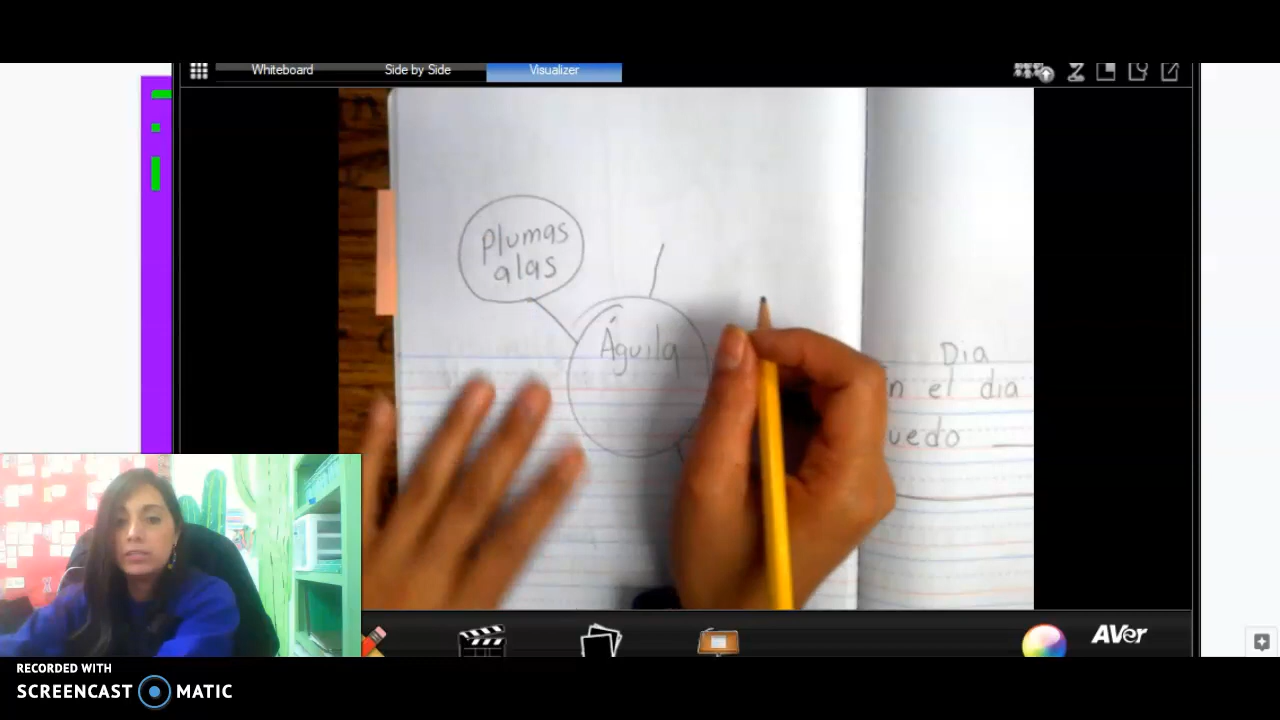 Whiteboard Side by Side Visualizer
Plumas
alas
Águila
Dia
n el dia
uedo
AVer
RECORDED WITH
SCREENCAST MATIC